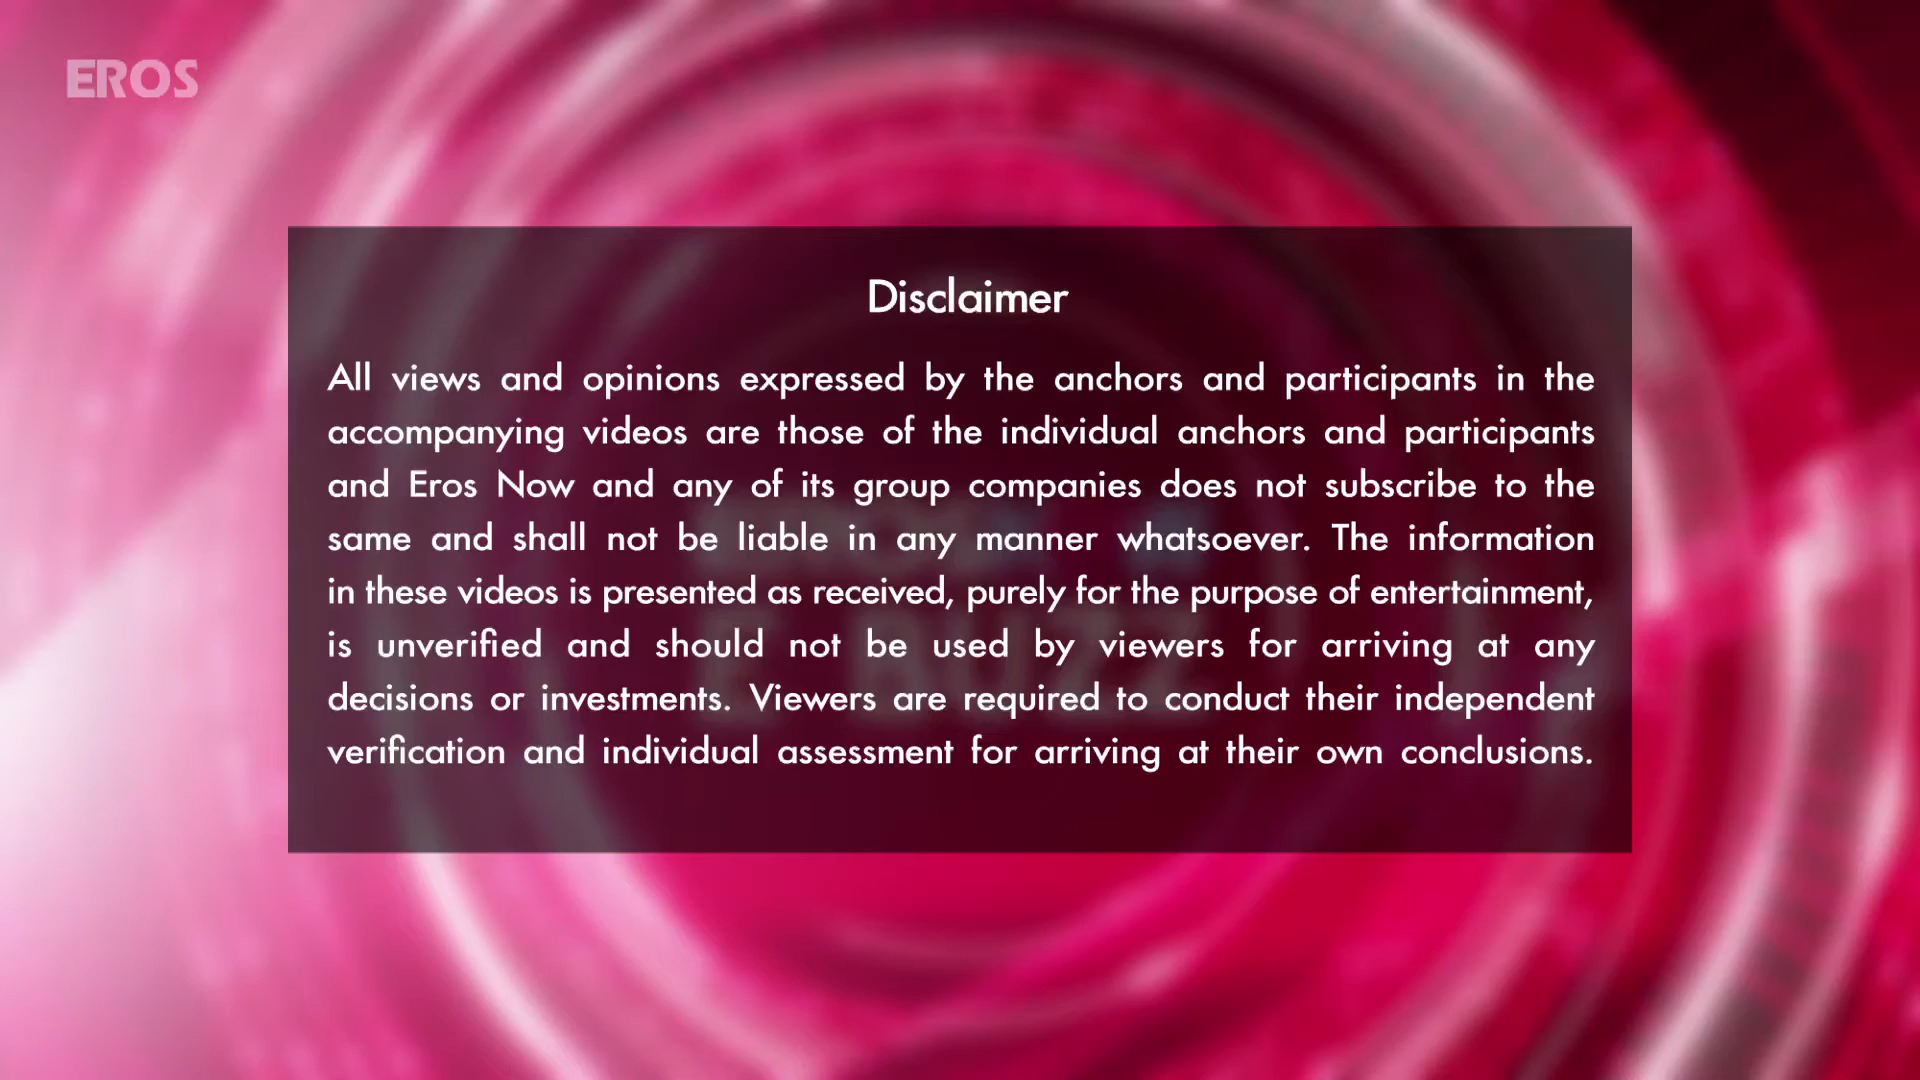 EROS
Disclaimer
All views and opinions expressed by the anchors and participants in the
accompanying videos are those of the individual anchors and participants
and Eros Now and any of its group companies does not subscribe to the
same and shall not be liable in any manner whatsoever. The information
in these videos is presented as received, purely for the purpose of entertainment,
is unverified and should not be used by viewers for arriving at any
decisions or investments. Viewers are required to conduct their independent
verification and individual assessment for arriving at their own conclusions.